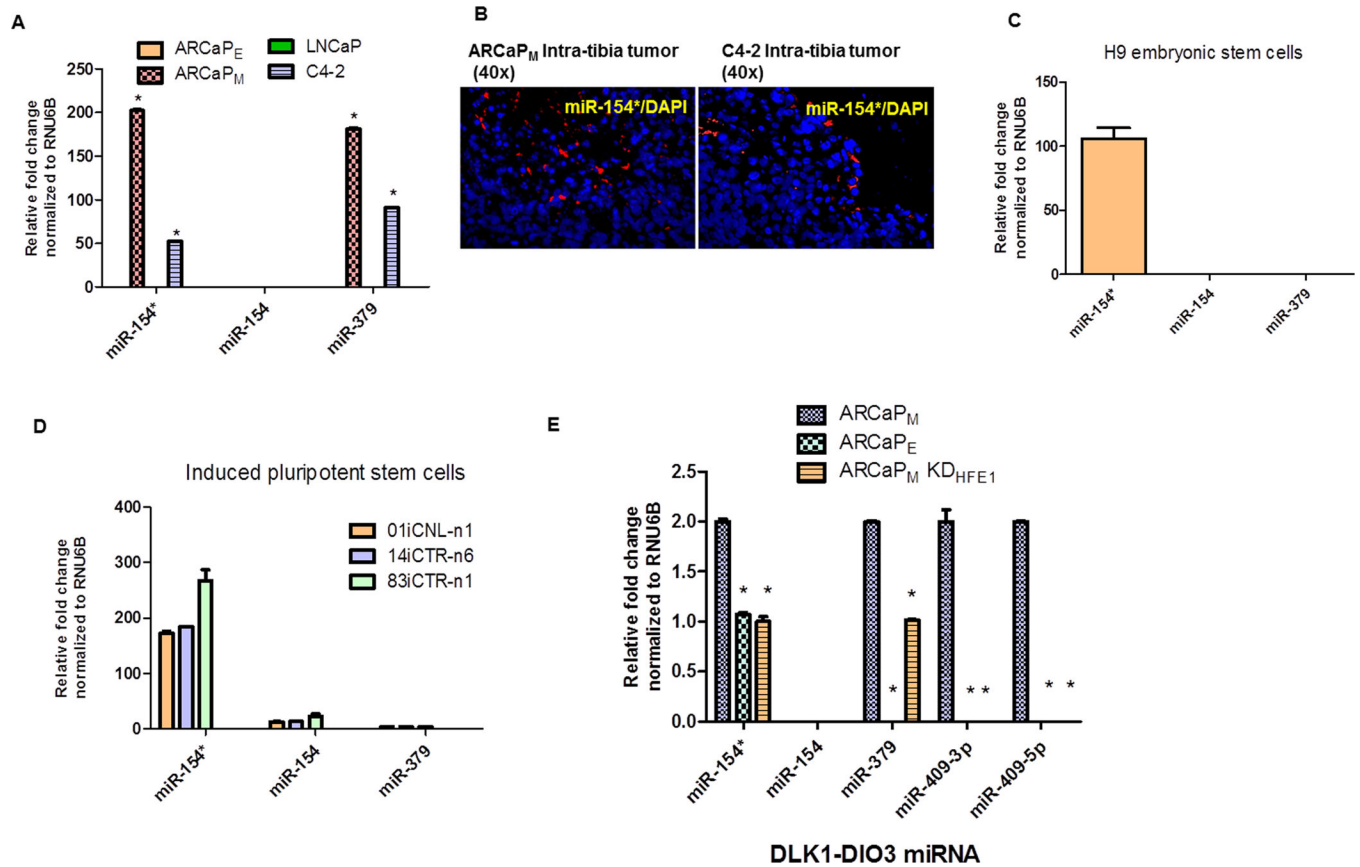 A
ARCaPE
LNCaP
ARCaPM
C4-2
Relative fold change
normalized to RNU6B
250
200
150
100
50
0
*
*
*
*
miR-154*
miR-154
miR-379
B
ARCaPM Intra-tibia tumor
(40x)
C4-2 Intra-tibia tumor
(40x)
miR-154*/DAPI
miR-154*/DAPI
C
H9 embryonic stem cells
Relative fold change
normalized to RNU6B
150
100
50
0
miR-154*
miR-154
miR-379
D
Induced pluripotent stem cells
Relative fold change
normalized to RNU6B
400
300
200
100
0
01iCNL-n1
14iCTR-n6
83iCTR-n1
miR-154*
miR-154
miR-379
E
ARCaPM
ARCaPE
ARCaPM KDHFE1
Relative fold change
normalized to RNU6B
2.5
2.0
1.5
1.0
0.5
0.0
* *
* *
* *
* *
miR-154*
miR-154
miR-379
miR-409-3p
miR-409-5p
DLK1-DIO3 miRNA